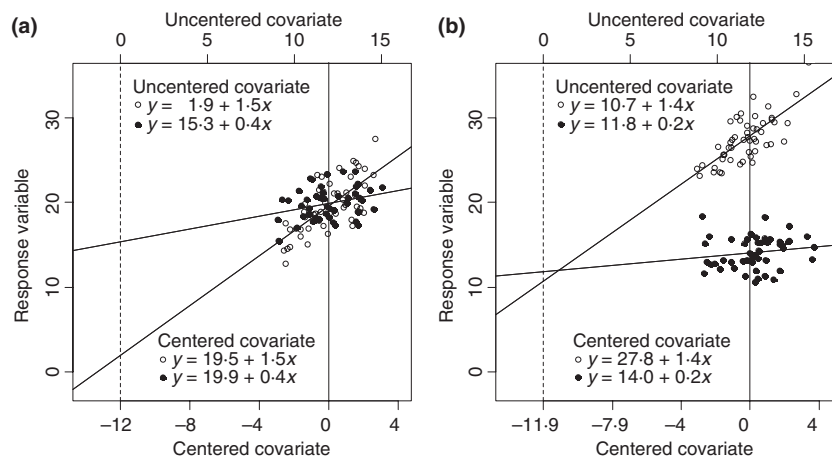 (a)
Uncentered covariate
0 5 10 15
Uncentered covariate
○ y = 1·9 + 1·5x
● y = 15·3 + 0·4x
Response variable
30
20
10
0
Centered covariate
○ y = 19·5 + 1·5x
● y = 19·9 + 0·4x
−12 −8 −4 0 4
Centered covariate
(b)
Uncentered covariate
0 5 10 15
Uncentered covariate
○ y = 10·7 + 1·4x
● y = 11·8 + 0·2x
Response variable
30
20
10
0
Centered covariate
○ y = 27·8 + 1·4x
● y = 14·0 + 0·2x
−11·9 −7·9 −4 0 4
Centered covariate